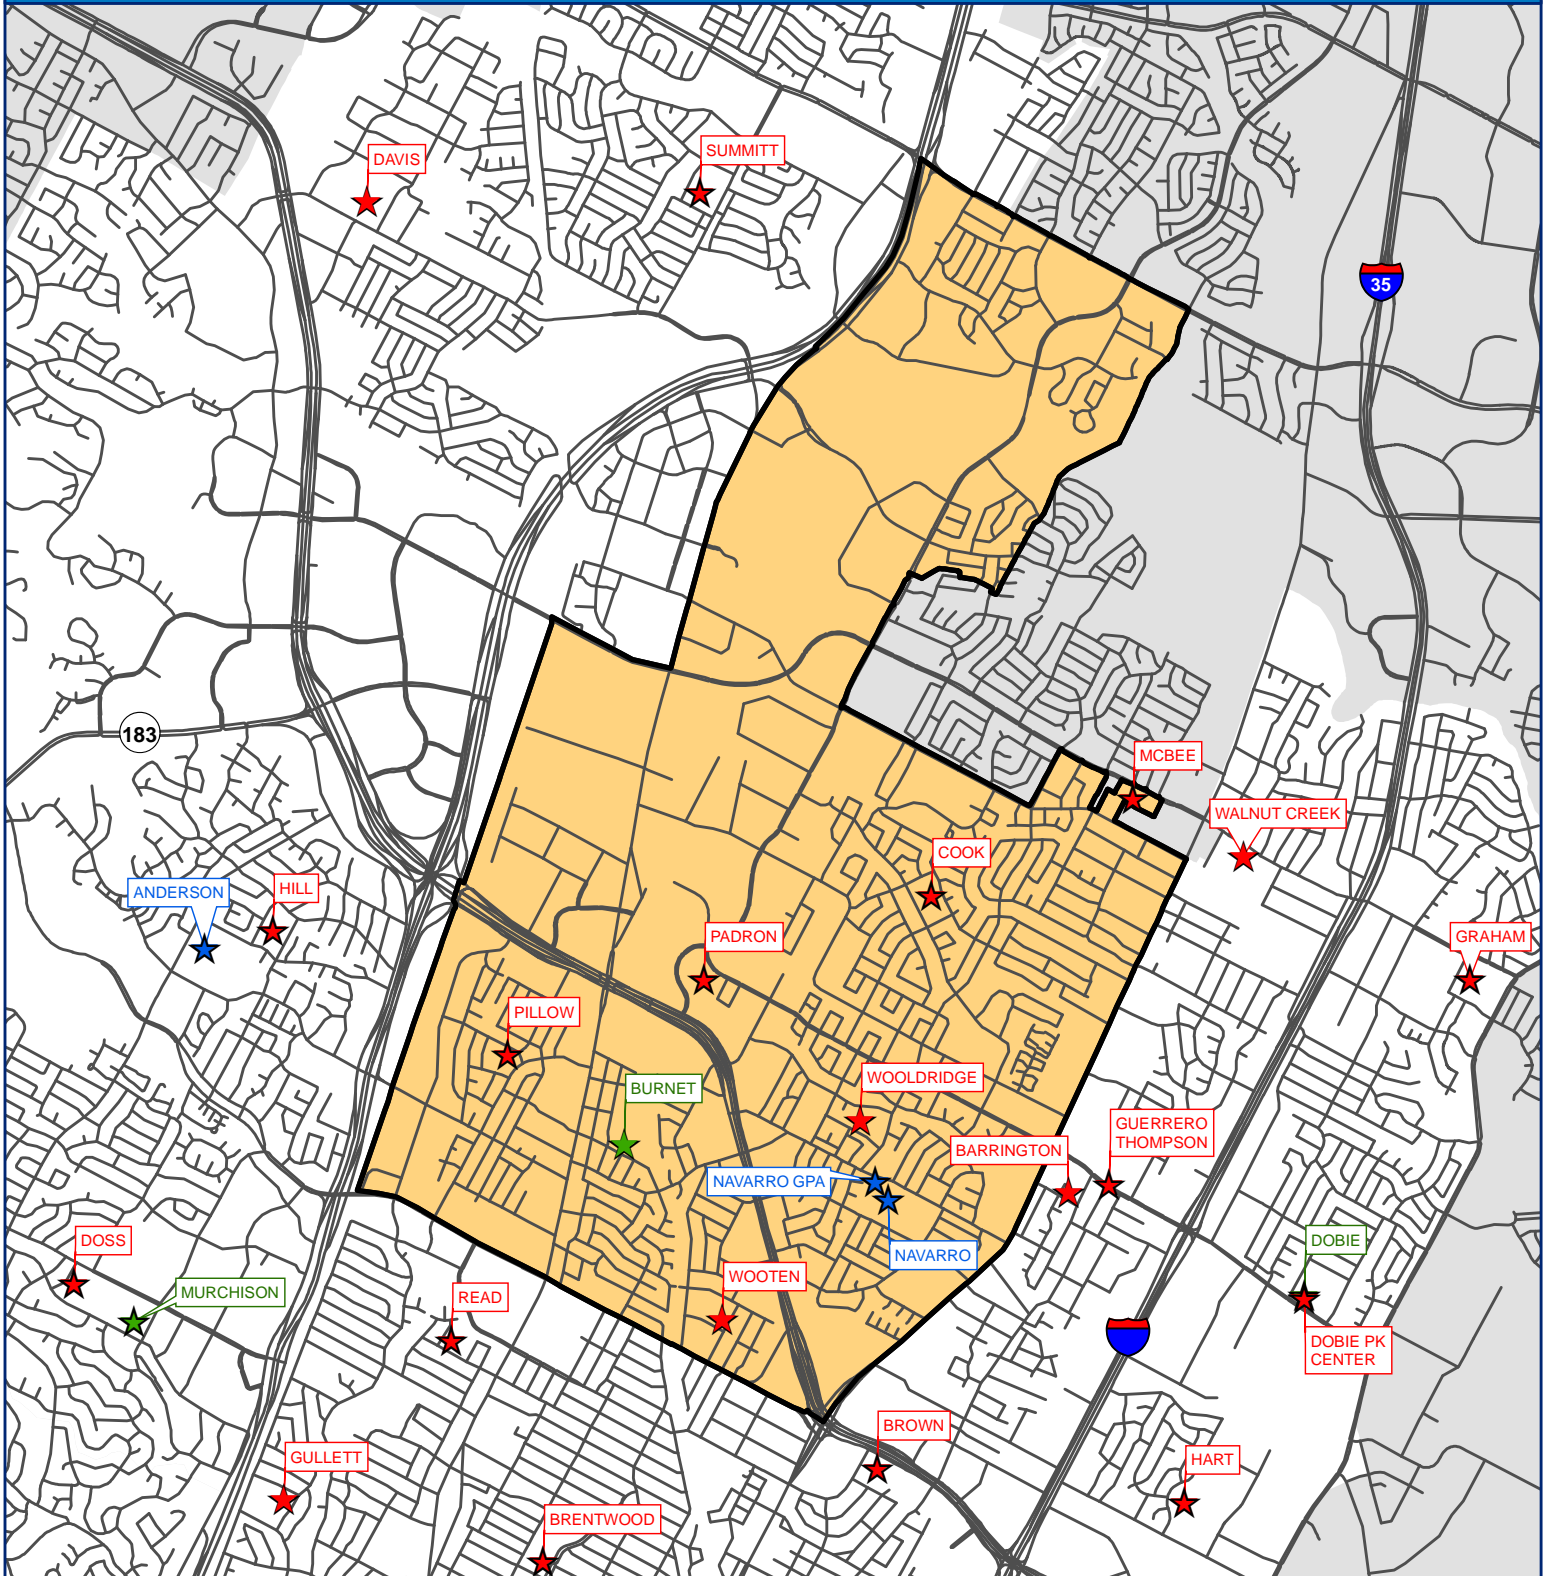 SUMMITT
DAVIS
35
183
MCBEE
WALNUT CREEK
COOK
HILL
ANDERSON
PADRON
GRAHAM
PILLOW
WOOLDRIDGE
BURNET
GUERRERO
THOMPSON
BARRINGTON
NAVARRO GPA
NAVARRO
DOSS
DOBIE
WOOTEN
MURCHISON
READ
DOBIE PK
CENTER
BROWN
GULLETT
HART
BRENTWOOD